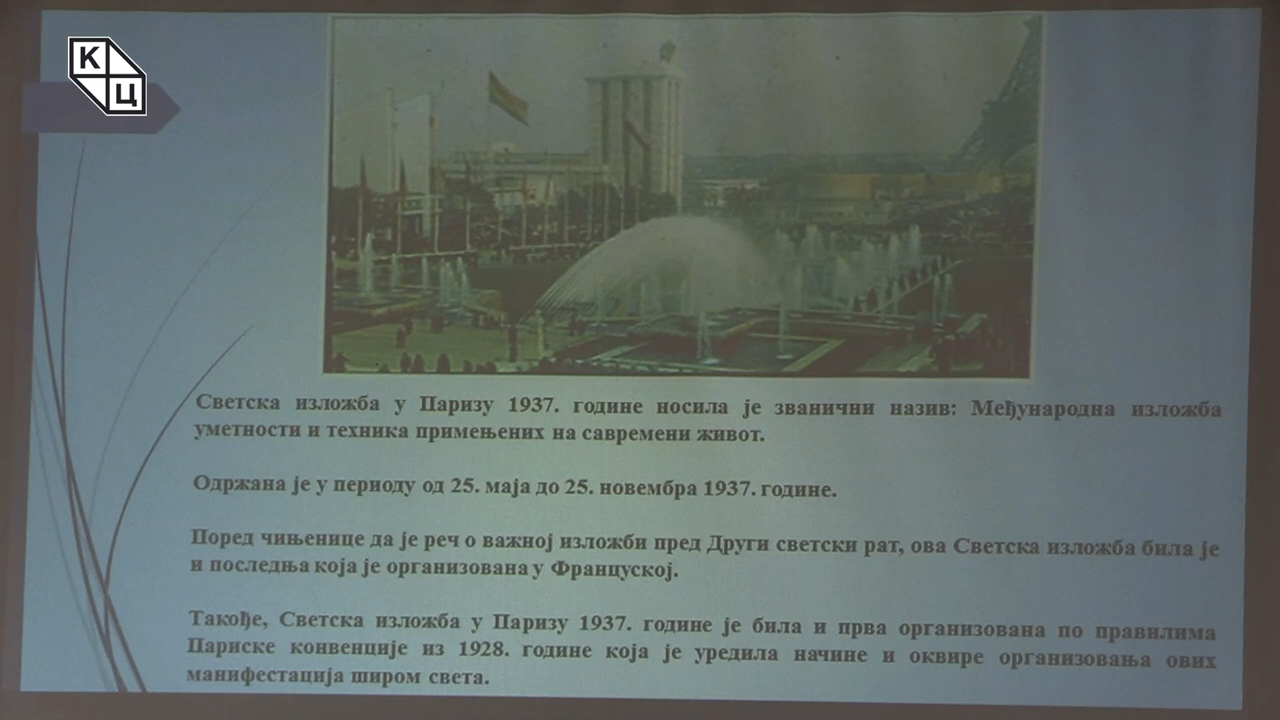 К
Ц
Светска изложба у Паризу 1937. године носила је званични назив: Међународна изложба
уметности и техника примењених на савремени живот.
Одржана је у периоду од 25. маја до 25. новембра 1937. године.
Поред чињенице да је реч о важној изложби пред Други светски рат, ова Светска изложба била је
и последња која је организована у Француској.
Такође, Светска изложба у Паризу 1937. године је била и прва организована по правилима
Париске конвенције из 1928. године која је уредила начине и оквире организовања ових
манифестација широм света.